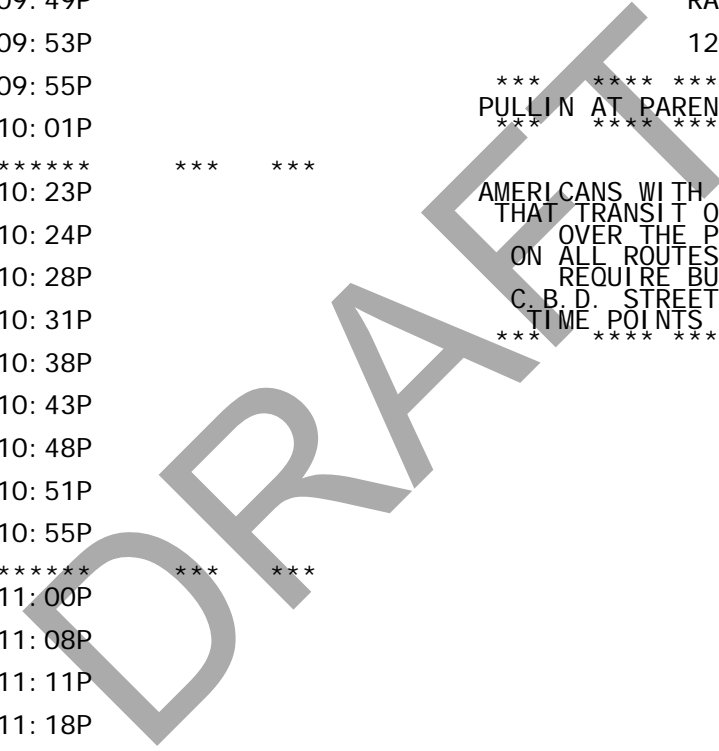 09:49P RA
09:53P 12
09:55P *** **** ***
PULLIN AT PAREN
10:01P *** **** ***
****** *** ***
10:23P AMERICANS WITH
THAT TRANSIT O
10:24P OVER THE P
ON ALL ROUTES
10:28P REQUIRE BU
C.B.D. STREET
10:31P TIME POINTS.
*** **** ***
10:38P
10:43P
10:48P
10:51P
10:55P
****** *** ***
11:00P
11:08P
11:11P
11:18P
DRAFT